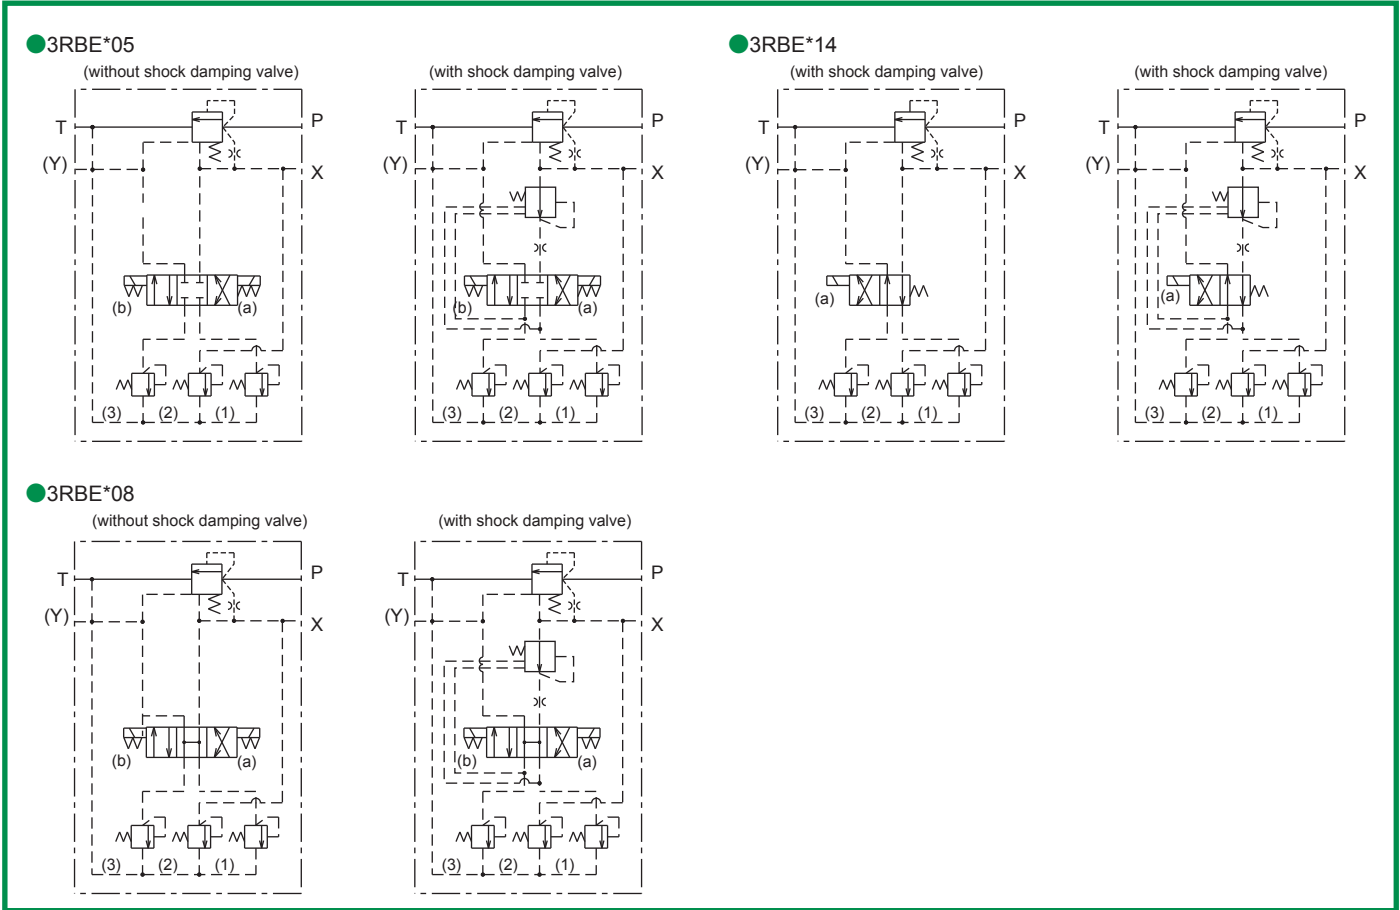 3RBE*05
3RBE*14
(without shock damping valve)
(with shock damping valve)
(with shock damping valve)
(with shock damping valve)
T
P
(Y)
X
(b)
(a)
(3)
(2)
(1)
T
P
(Y)
X
(b)
(a)
(3)
(2)
(1)
T
P
(Y)
X
(a)
(3)
(2)
(1)
T
P
(Y)
X
(a)
(3)
(2)
(1)
3RBE*08
(without shock damping valve)
(with shock damping valve)
T
P
(Y)
X
(b)
(a)
(3)
(2)
(1)
T
P
(Y)
X
(b)
(a)
(3)
(2)
(1)